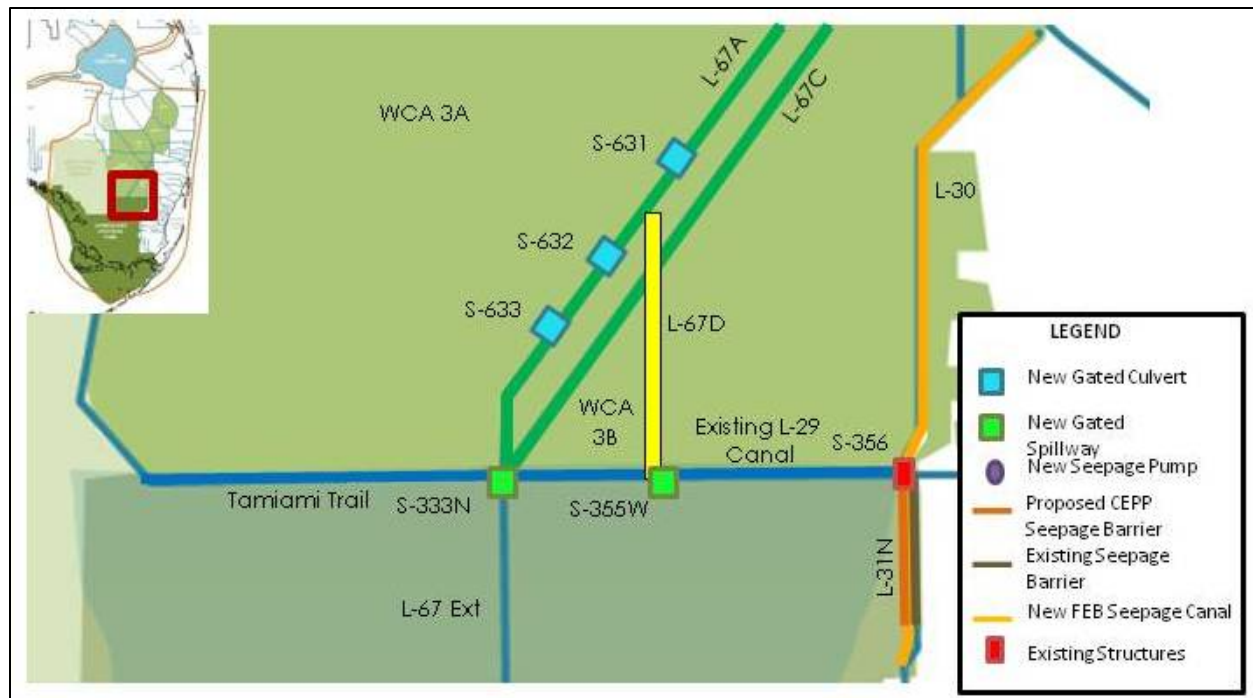 L-67A
L-67C
WCA 3A
S-631
L-30
S-632
S-633
L-67D
WCA
3B
Existing L-29
Canal
S-356
Tamiami Trail
S-333N
S-355W
L-31N
L-67 Ext
LEGEND
New Gated Culvert
New Gated
Spillway
New Seepage Pump
Proposed CEPP
Seepage Barrier
Existing Seepage
Barrier
New FEB Seepage Canal
Existing Structures